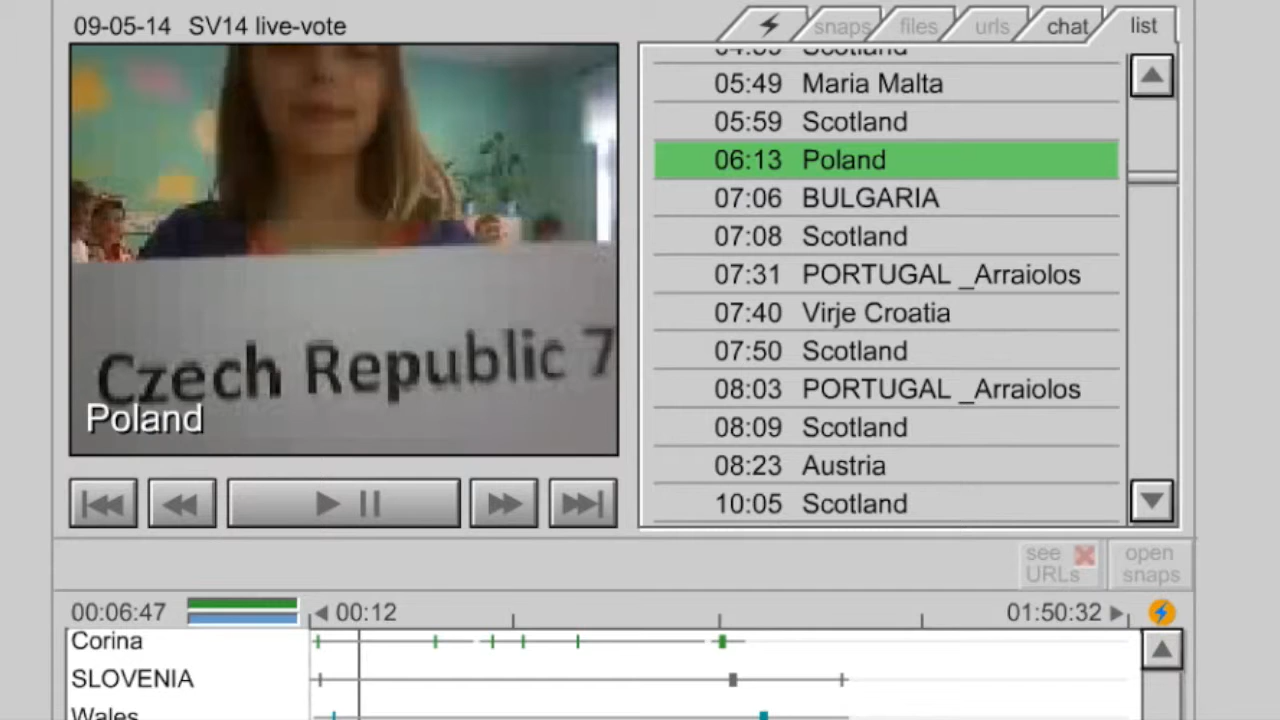 09-05-14 SV14 live-vote
snaps files urls chat list
Scotland
05:49 Maria Malta
05:59 Scotland
06:13 Poland
07:06 BULGARIA
07:08 Scotland
07:31 PORTUGAL _Arraiolos
07:40 Virje Croatia
07:50 Scotland
08:03 PORTUGAL _Arraiolos
08:09 Scotland
08:23 Austria
10:05 Scotland
Czech Republic 7
Poland
see URLs
open snaps
00:06:47 00:12 01:50:32
Corina
SLOVENIA
Wales